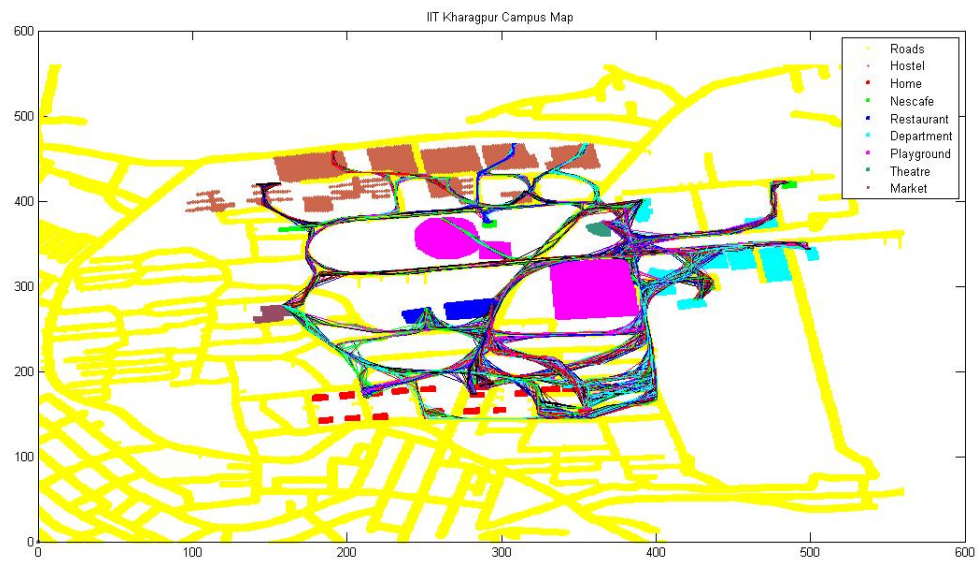 IIT Kharagpur Campus Map
600
500
400
300
200
100
0
0 100 200 300 400 500 600
Roads
Hostel
Home
Nescafe
Restaurant
Department
Playground
Theatre
Market